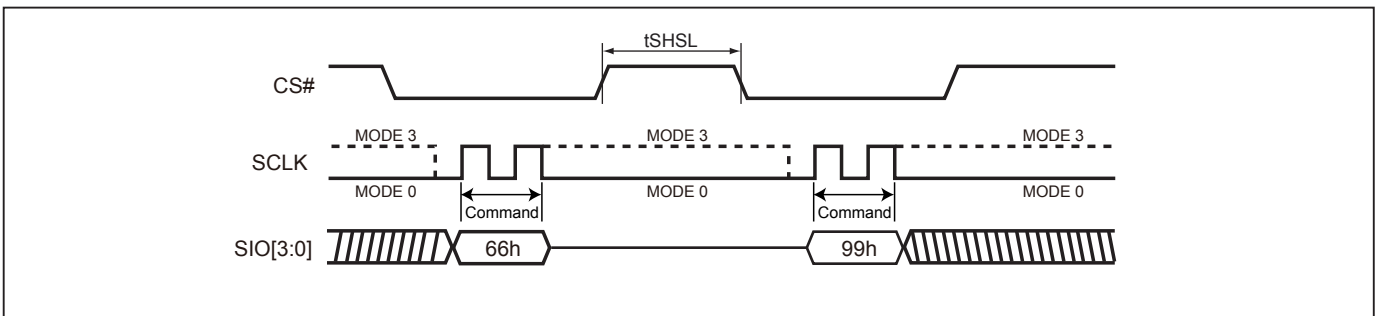 tSHSL
CS#
MODE 3 MODE 3 MODE 3
SCLK
MODE 0 MODE 0 MODE 0
Command Command
SIO[3:0] 66h 99h